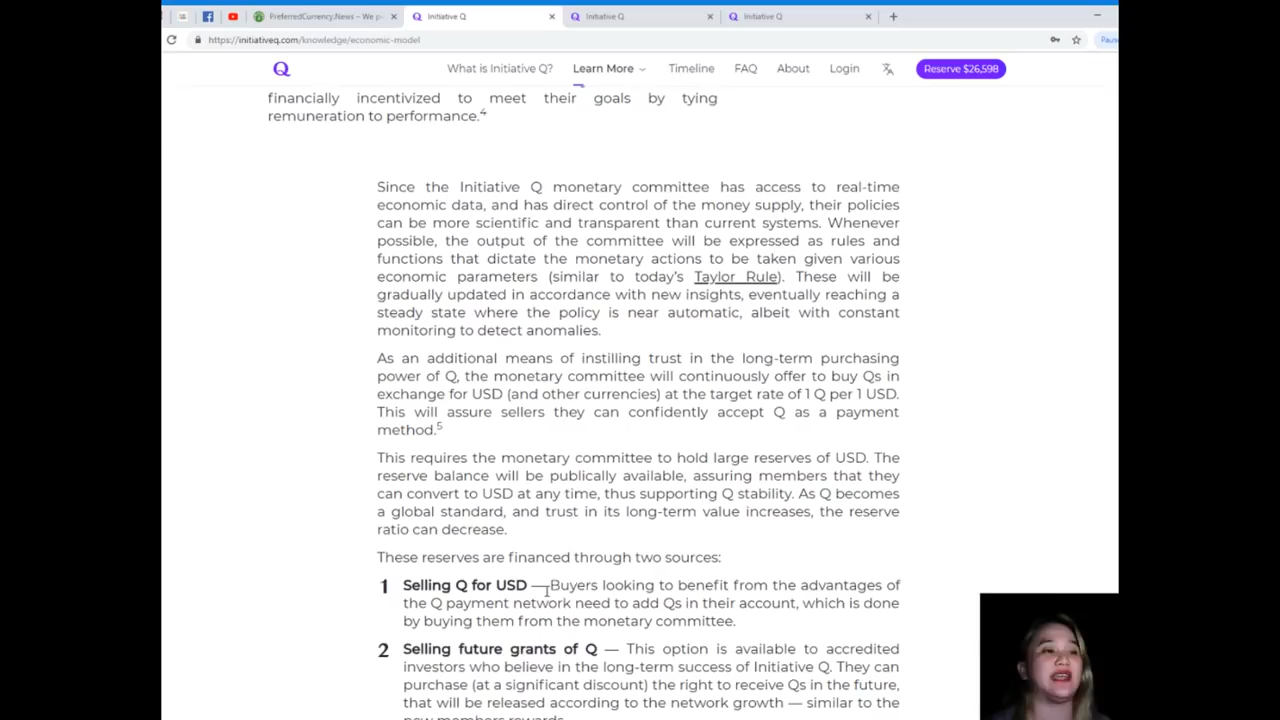 PreferredCurrency.News – We p
Initiative Q
Initiative Q
Initiative Q
https://initiativeq.com/knowledge/economic-model
Paus
Q What is Initiative Q? Learn More Timeline FAQ About Login Reserve $26,598
financially incentivized to meet their goals by tying
remuneration to performance.4
Since the Initiative Q monetary committee has access to real-time
economic data, and has direct control of the money supply, their policies
can be more scientific and transparent than current systems. Whenever
possible, the output of the committee will be expressed as rules and
functions that dictate the monetary actions to be taken given various
economic parameters (similar to today's Taylor Rule). These will be
gradually updated in accordance with new insights, eventually reaching a
steady state where the policy is near automatic, albeit with constant
monitoring to detect anomalies.
As an additional means of instilling trust in the long-term purchasing
power of Q, the monetary committee will continuously offer to buy Qs in
exchange for USD (and other currencies) at the target rate of 1 Q per 1 USD.
This will assure sellers they can confidently accept Q as a payment
method.5
This requires the monetary committee to hold large reserves of USD. The
reserve balance will be publically available, assuring members that they
can convert to USD at any time, thus supporting Q stability. As Q becomes
a global standard, and trust in its long-term value increases, the reserve
ratio can decrease.
These reserves are financed through two sources:
1 Selling Q for USD — Buyers looking to benefit from the advantages of
the Q payment network need to add Qs in their account, which is done
by buying them from the monetary committee.
2 Selling future grants of Q — This option is available to accredited
investors who believe in the long-term success of Initiative Q. They can
purchase (at a significant discount) the right to receive Qs in the future,
that will be released according to the network growth — similar to the
new members rewards.